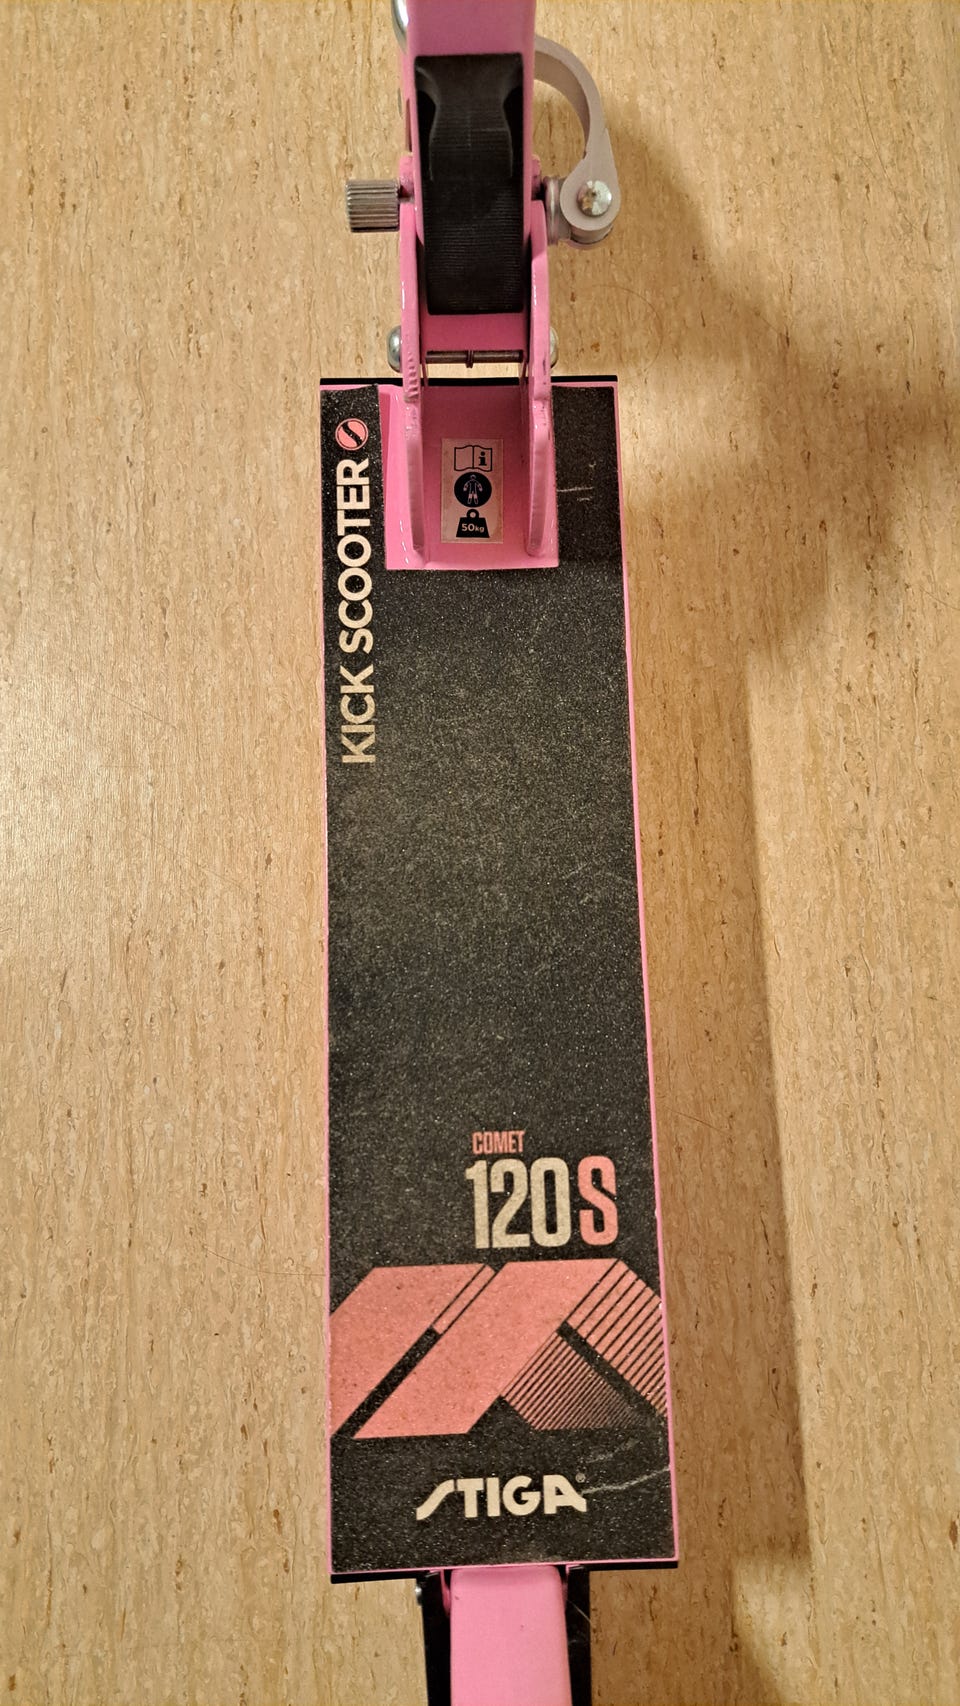 KICK SCOOTER
i
50kg
COMET
120S
STIGA®